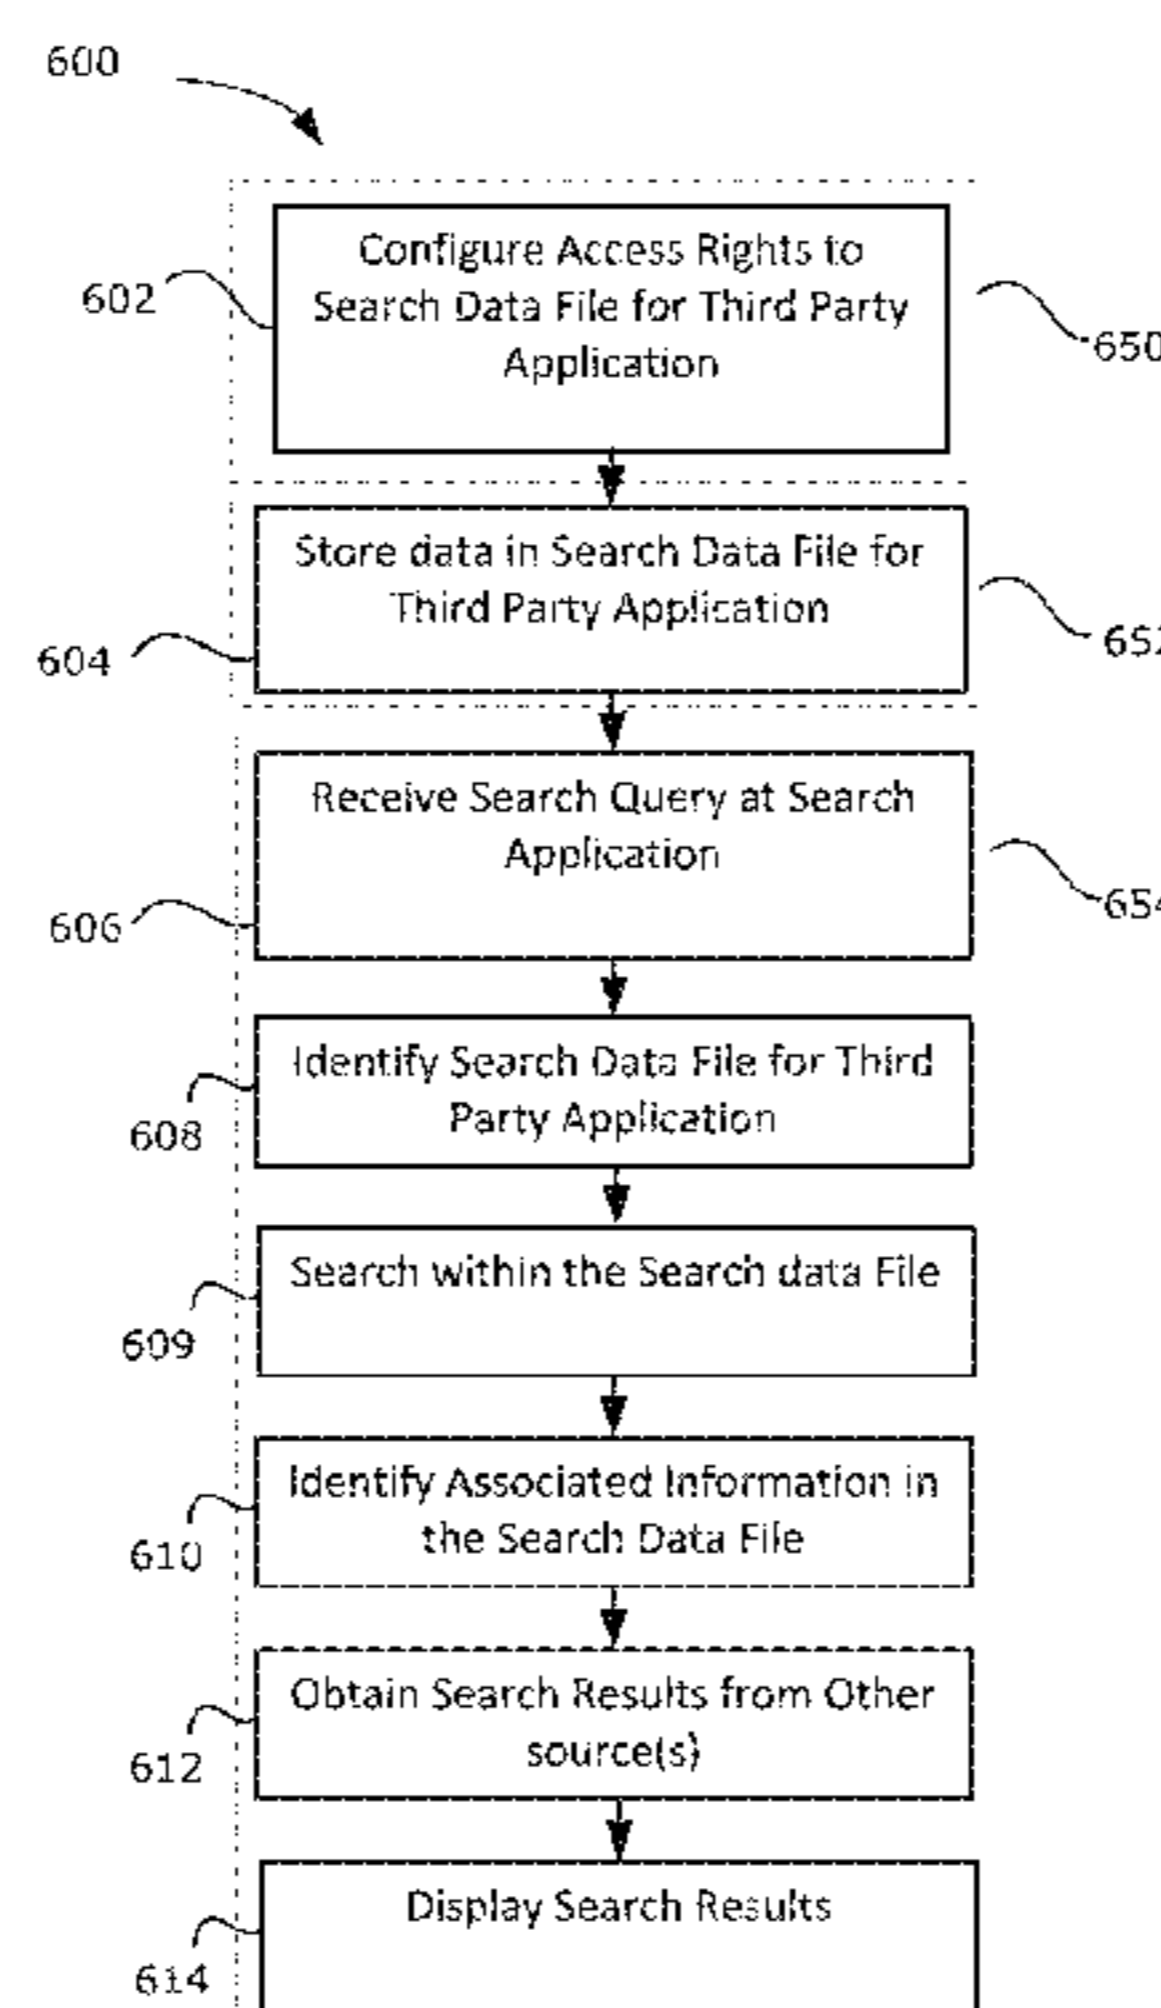 600
Configure Access Rights to
Search Data File for Third Party
Application
602
650
Store data in Search Data File for
Third Party Application
604
Receive Search Query at Search
Application
606
Identify Search Data File for Third
Party Application
608
Search within the Search data File
609
Identify Associated Information in
the Search Data File
610
Obtain Search Results from Other
source(s)
612
Display Search Results
614